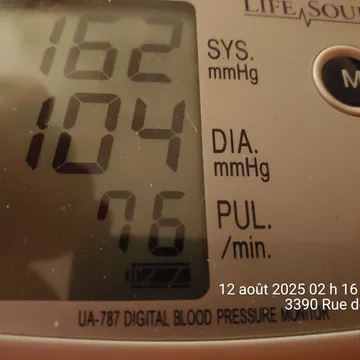 LIFE SOU
162 SYS.
mmHg
M
104 DIA.
mmHg
76 PUL.
/min.
12 août 2025 02 h 16
3390 Rue d
UA-787 DIGITAL BLOOD PRESSURE MONITOR